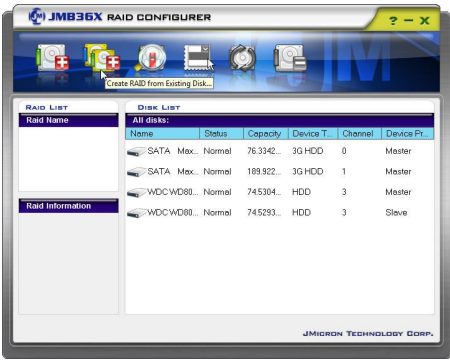 JMB36X RAID CONFIGURER
? – X
Create RAID from Existing Disk...
RAID LIST
Raid Name
Raid Information
DISK LIST
All disks:
Name Status Capacity Device T... Channel Device Pr...
SATA Max... Normal 76.3342... 3G HDD 0 Master
SATA Max... Normal 189.922... 3G HDD 1 Master
WDC WD80... Normal 74.5304... HDD 3 Master
WDC WD80... Normal 74.5293... HDD 3 Slave
JMICRON TECHNOLOGY CORP.